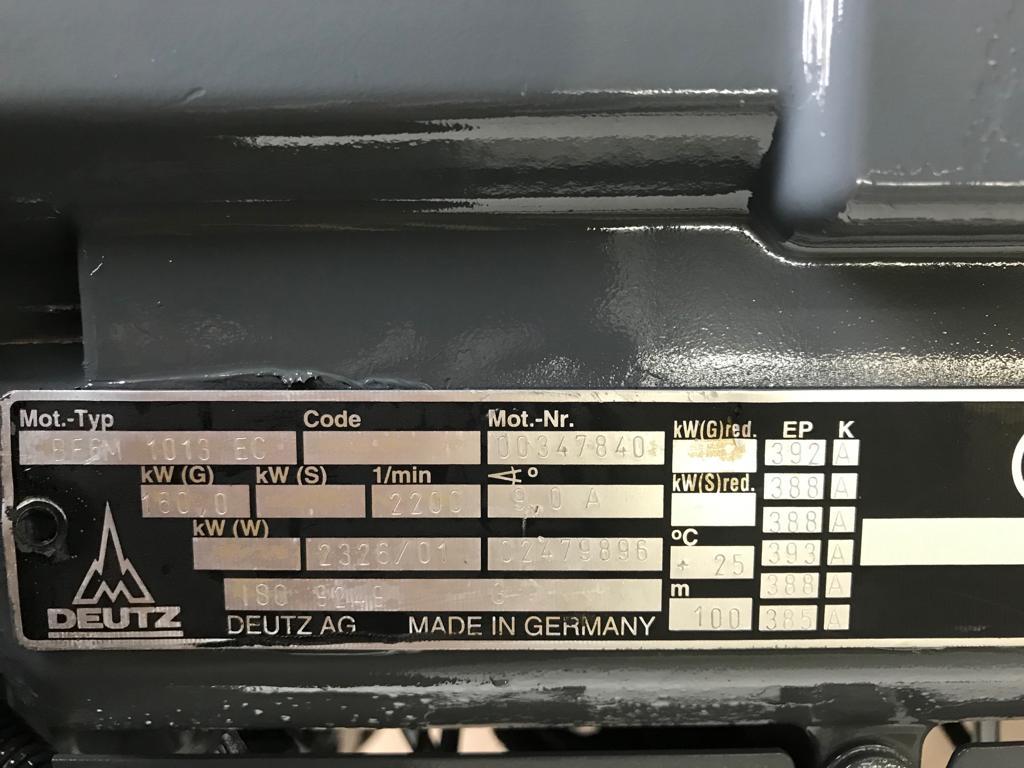 Mot.-Typ Code Mot.-Nr. kW(G)red. EP K
BF6M 1013 EC 00347840 392 A
kW (G) kW (S) 1/min ∢° kW(S)red. 388 A
2200 9,0 A 388 A
kW (W) °C 393 A
2326/01 02479896 + 25
m 388 A
ISO 3 100 385 A
DEUTZ DEUTZ AG MADE IN GERMANY